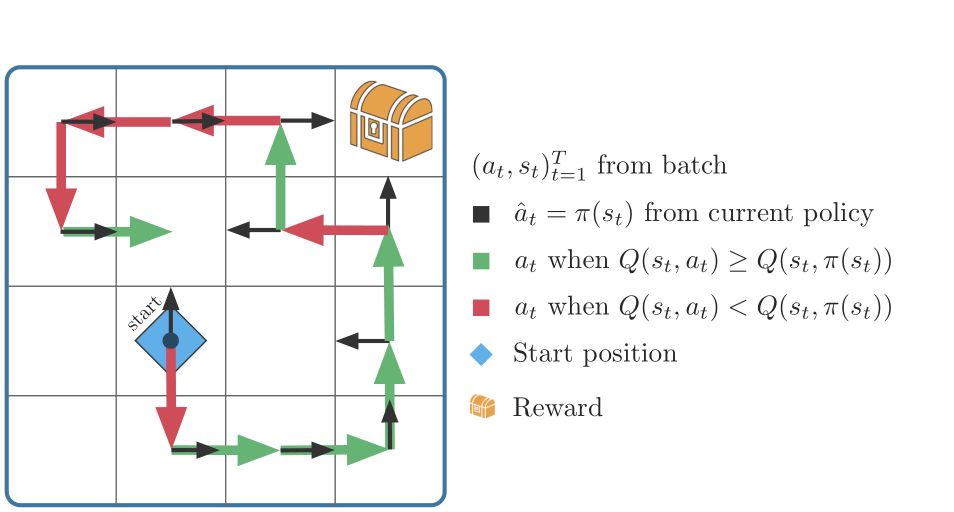 start
$(a_t, s_t)_{t=1}^T$ from batch
$\hat{a}_t = \pi(s_t)$ from current policy
$a_t$ when $Q(s_t, a_t) \geq Q(s_t, \pi(s_t))$
$a_t$ when $Q(s_t, a_t) < Q(s_t, \pi(s_t))$
Start position
Reward